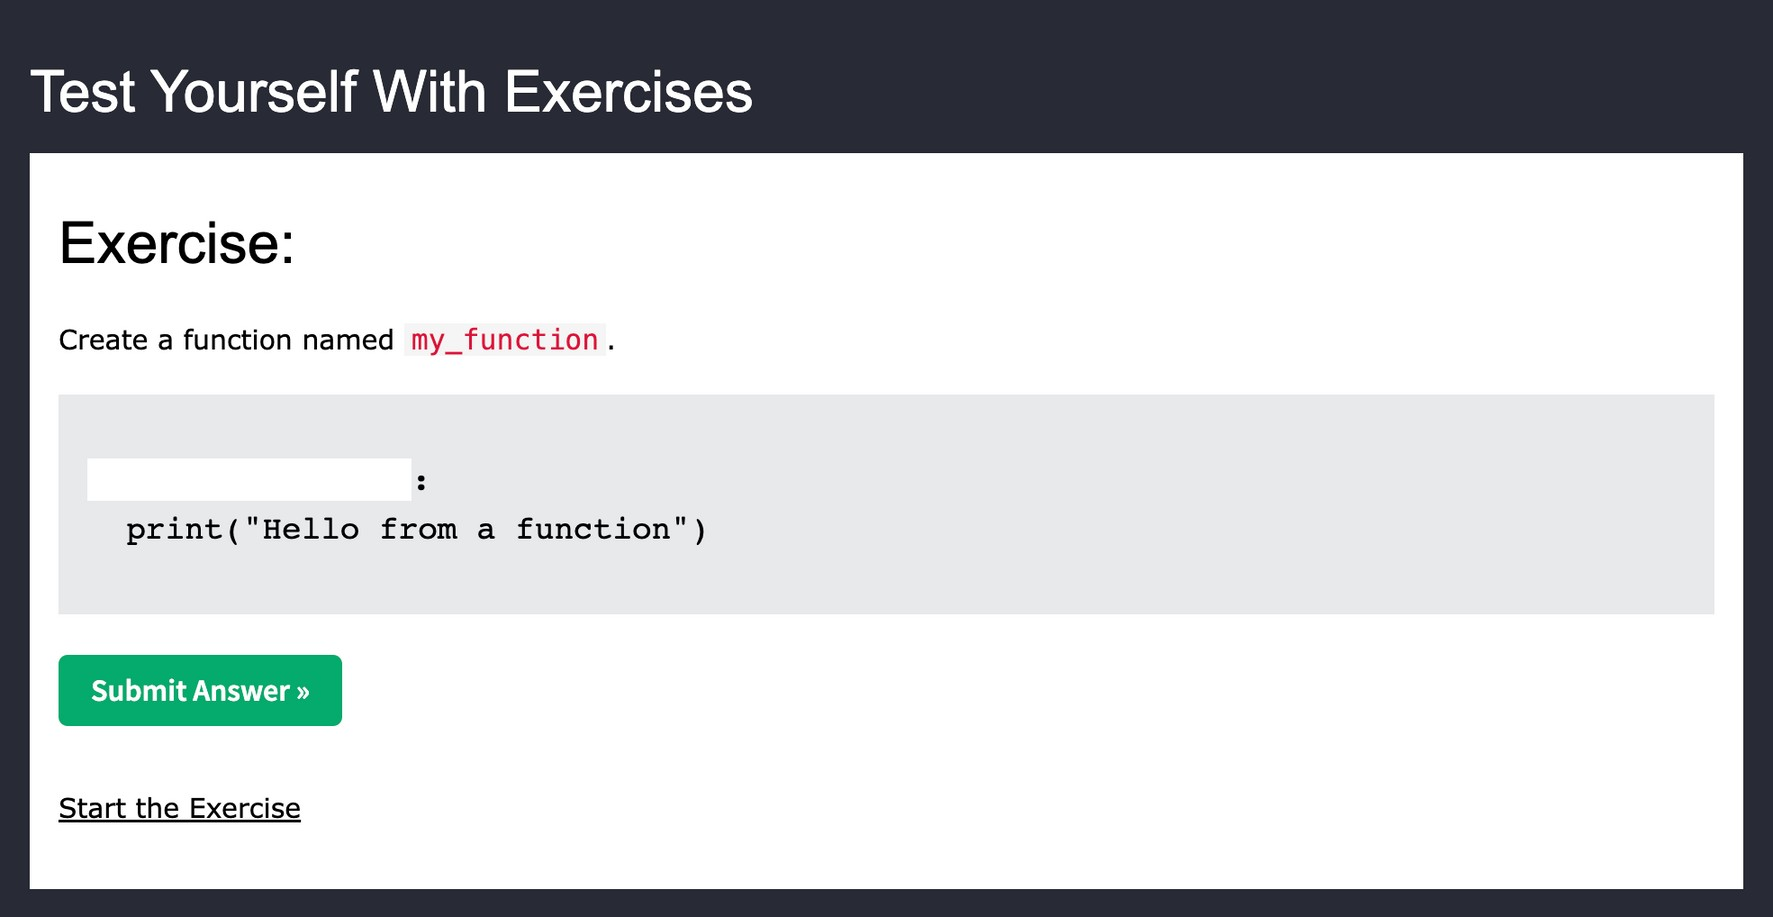 Test Yourself With Exercises
Exercise:
Create a function named my_function.
:
print("Hello from a function")
Submit Answer »
Start the Exercise